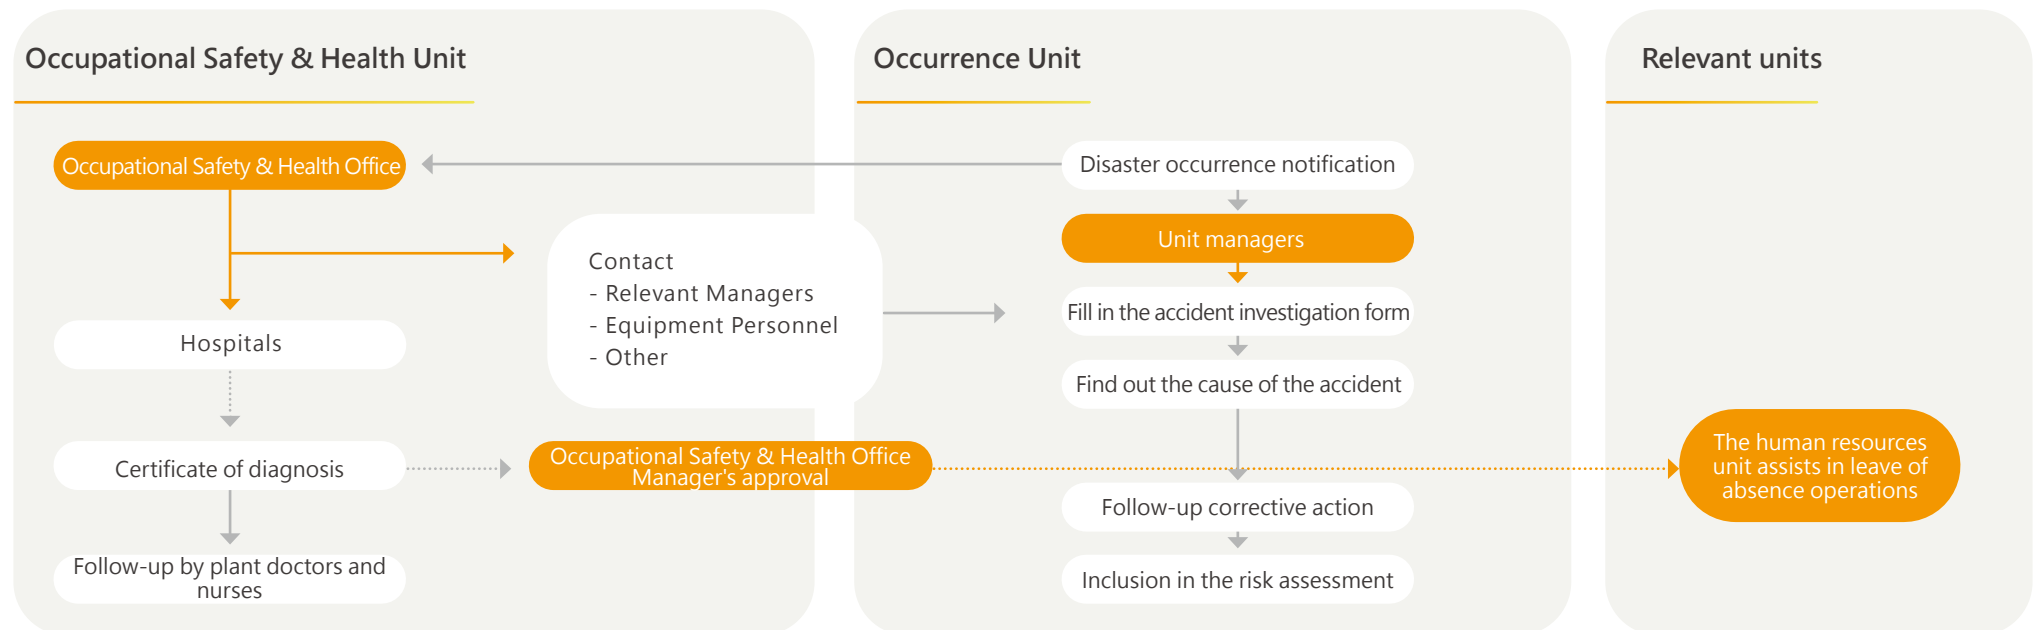 Occupational Safety & Health Unit
Occupational Safety & Health Office
Hospitals
Certificate of diagnosis
Follow-up by plant doctors and
nurses
Contact
- Relevant Managers
- Equipment Personnel
- Other
Occupational Safety & Health Office
Manager's approval
Occurrence Unit
Disaster occurrence notification
Unit managers
Fill in the accident investigation form
Find out the cause of the accident
Follow-up corrective action
Inclusion in the risk assessment
Relevant units
The human resources
unit assists in leave of
absence operations